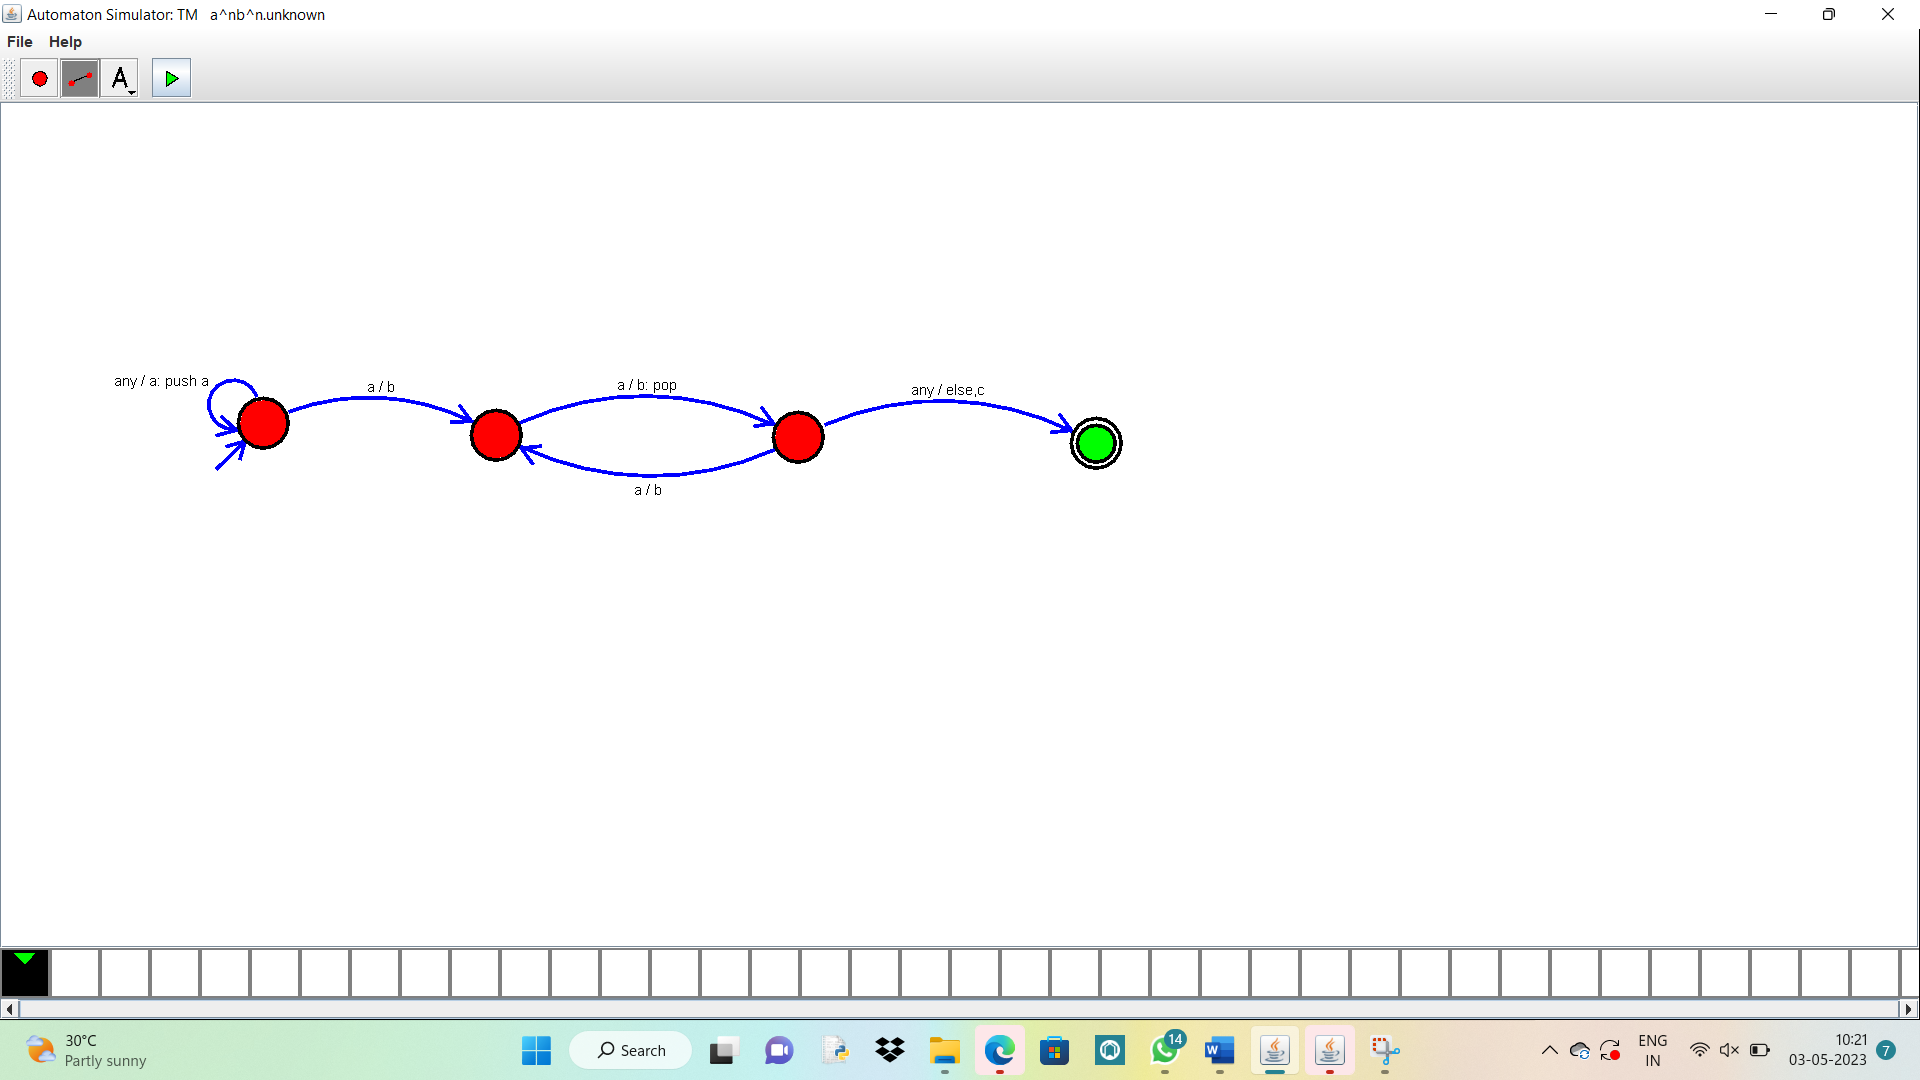 Automaton Simulator: TM a^nb^n.unknown
File Help
A
any / a: push a
a / b
a / b: pop
any / else,c
a / b
30°C
Partly sunny
Search
14
ENG
IN
10:21
03-05-2023
7